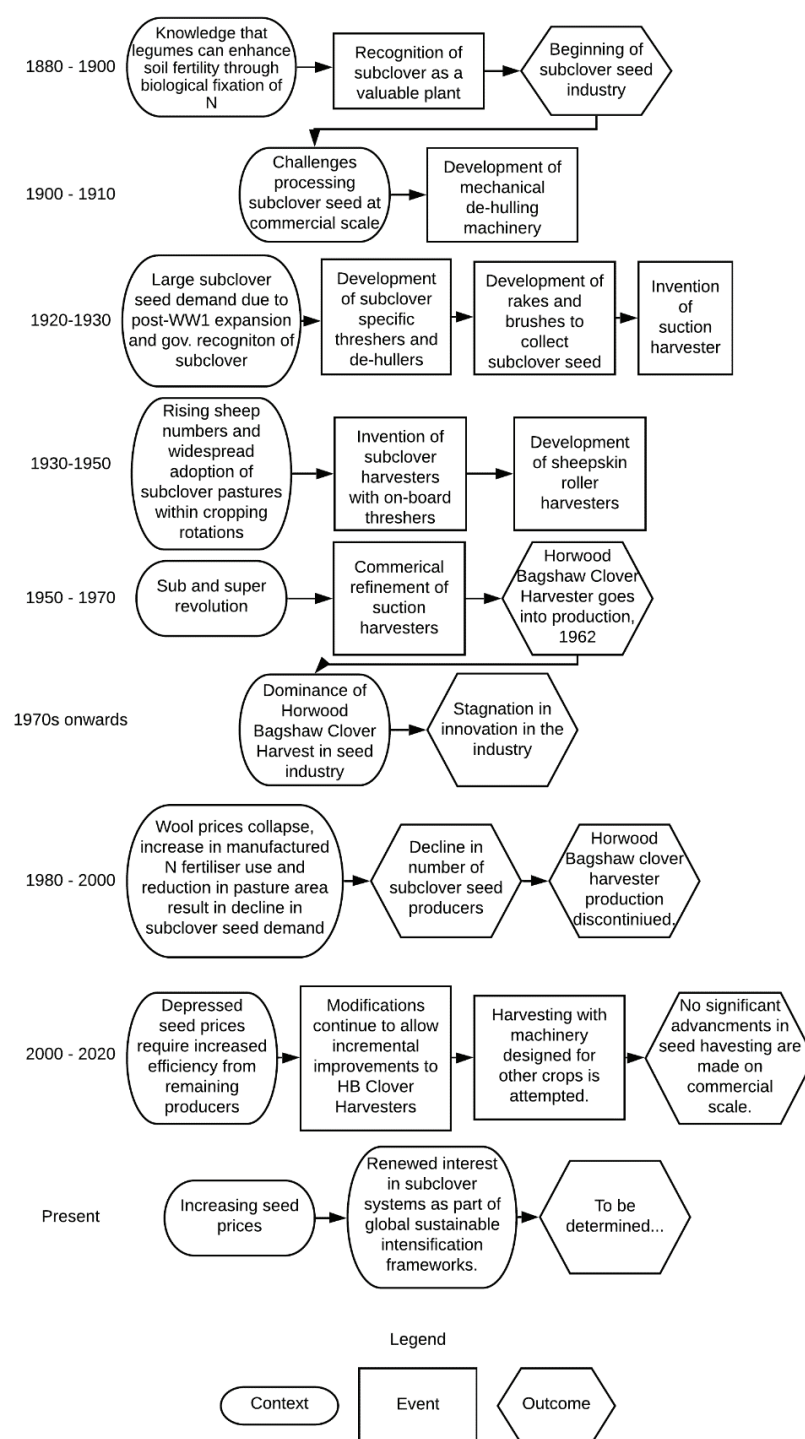 1880 - 1900
Knowledge that
legumes can enhance
soil fertility through
biological fixation of
N
Recognition of
subclover as a
valuable plant
Beginning of
subclover seed
industry
1900 - 1910
Challenges
processing
subclover seed at
commercial scale
Development of
mechanical
de-hulling
machinery
1920-1930
Large subclover
seed demand due to
post-WW1 expansion
and gov. recogniton of
subclover
Development
of subclover
specific
threshers and
de-hullers
Development of
rakes and
brushes to
collect
subclover seed
Invention
of
suction
harvester
1930-1950
Rising sheep
numbers and
widespread
adoption of
subclover pastures
within cropping
rotations
Invention of
subclover
harvesters
with on-board
threshers
Development
of sheepskin
roller
harvesters
1950 - 1970
Sub and super
revolution
Commerical
refinement of
suction
harvesters
Horwood
Bagshaw Clover
Harvester goes
into production,
1962
1970s onwards
Dominance of
Horwood
Bagshaw Clover
Harvest in seed
industry
Stagnation in
innovation in the
industry
1980 - 2000
Wool prices collapse,
increase in manufactured
N fertiliser use and
reduction in pasture area
result in decline in
subclover seed demand
Decline in
number of
subclover seed
producers
Horwood
Bagshaw clover
harvester
production
discontiniued.
2000 - 2020
Depressed
seed prices
require increased
efficiency from
remaining
producers
Modifications
continue to allow
incremental
improvements to
HB Clover
Harvesters
Harvesting with
machinery
designed for
other crops is
attempted.
No significant
advancments in
seed havesting are
made on
commercial
scale.
Present
Increasing seed
prices
Renewed interest
in subclover
systems as part of
global sustainable
intensification
frameworks.
To be
determined...
Legend
Context
Event
Outcome